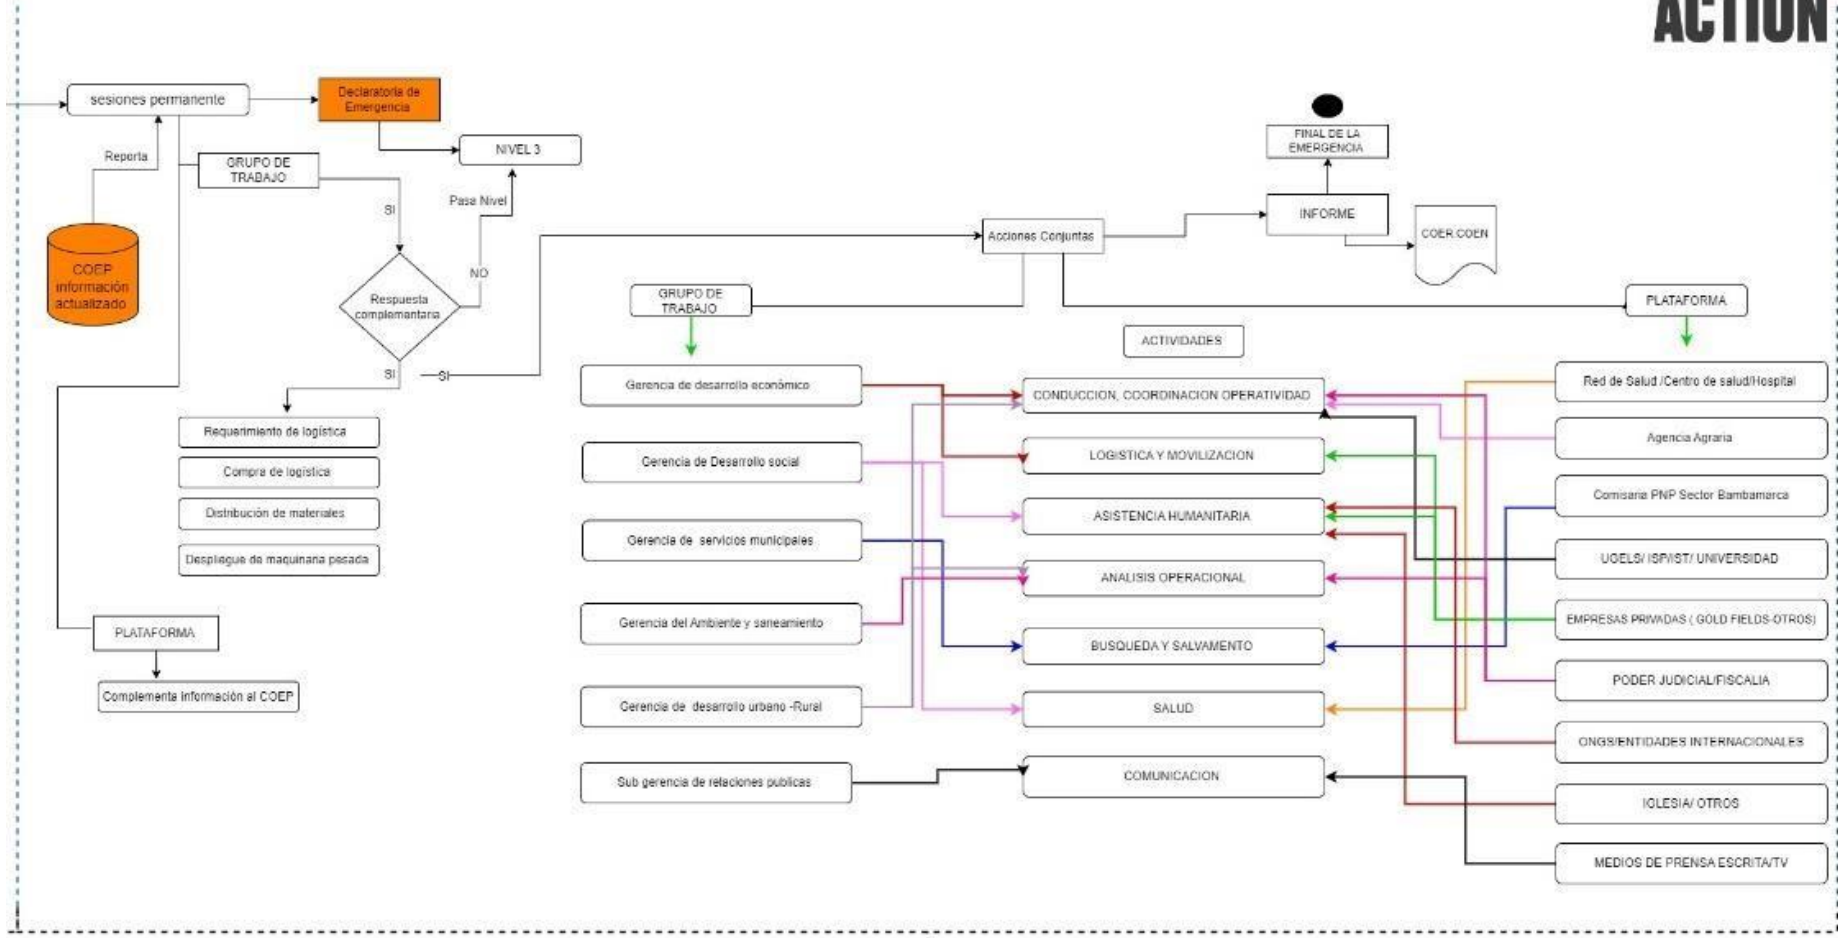 ACTION
sesiones permanente
Declaratoria de
Emergencia
NIVEL 3
Reporta
GRUPO DE
TRABAJO
SI
Pasa Nivel
NO
COEP
información
actualizado
Respuesta
complementaria
SI
SI
Requerimiento de logística
Compra de logística
Distribución de materiales
Despliegue de maquinaria pesada
PLATAFORMA
Complementa información al COEP
FINAL DE LA
EMERGENCIA
INFORME
COER.COEN
Acciones Conjuntas
GRUPO DE
TRABAJO
PLATAFORMA
ACTIVIDADES
Gerencia de desarrollo económico
Gerencia de Desarrollo social
Gerencia de servicios municipales
Gerencia del Ambiente y saneamiento
Gerencia de desarrollo urbano -Rural
Sub gerencia de relaciones publicas
CONDUCCION, COORDINACION OPERATIVIDAD
LOGISTICA Y MOVILIZACION
ASISTENCIA HUMANITARIA
ANALISIS OPERACIONAL
BUSQUEDA Y SALVAMENTO
SALUD
COMUNICACION
Red de Salud /Centro de salud/Hospital
Agencia Agraria
Comisaria PNP Sector Bambamarca
UGELS/ ISP/IST/ UNIVERSIDAD
EMPRESAS PRIVADAS ( GOLD FIELDS-OTROS)
PODER JUDICIAL/FISCALIA
ONGS/ENTIDADES INTERNACIONALES
IGLESIA/ OTROS
MEDIOS DE PRENSA ESCRITA/TV